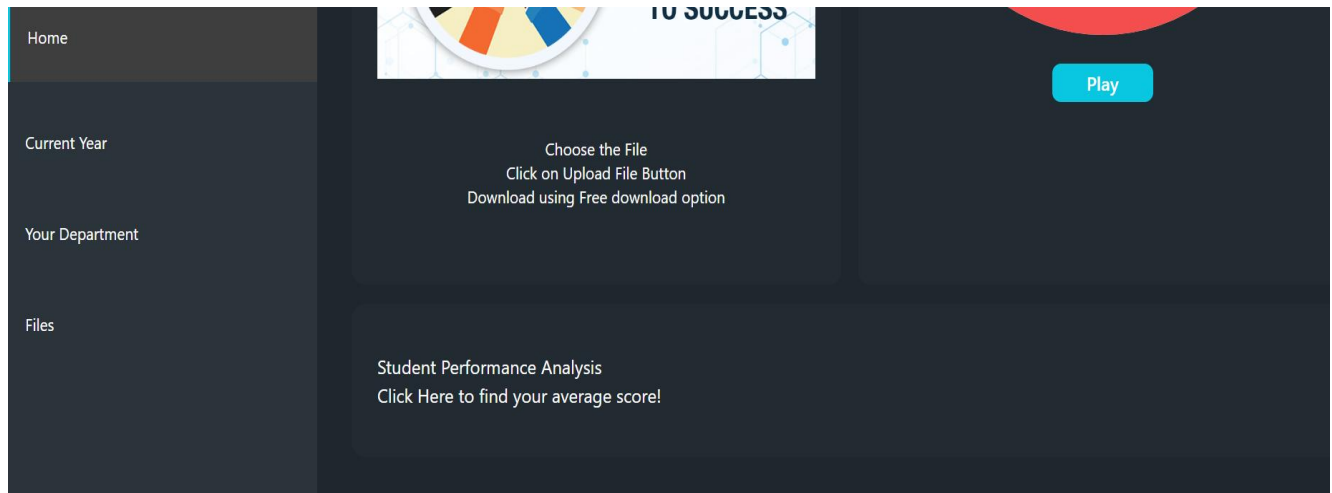 Home
Current Year
Your Department
Files
TO SUCCESS
Choose the File
Click on Upload File Button
Download using Free download option
Play
Student Performance Analysis
Click Here to find your average score!